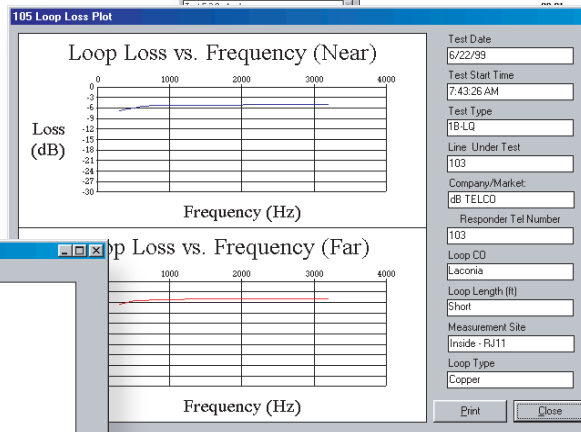 105 Loop Loss Plot
Loop Loss vs. Frequency (Near)
0 1000 2000 3000 4000
0
-3
-6
-9
-12
-15
-18
-21
-24
-27
-30
Loss
(dB)
Frequency (Hz)
op Loss vs. Frequency (Far)
1000 2000 3000 4000
Frequency (Hz)
Test Date
6/22/99
Test Start Time
7:43:26 AM
Test Type
1B-LQ
Line Under Test
103
Company/Market:
dB TELCO
Responder Tel Number
103
Loop CO
Laconia
Loop Length (ft)
Short
Measurement Site
Inside - RJ11
Loop Type
Copper
Print Close